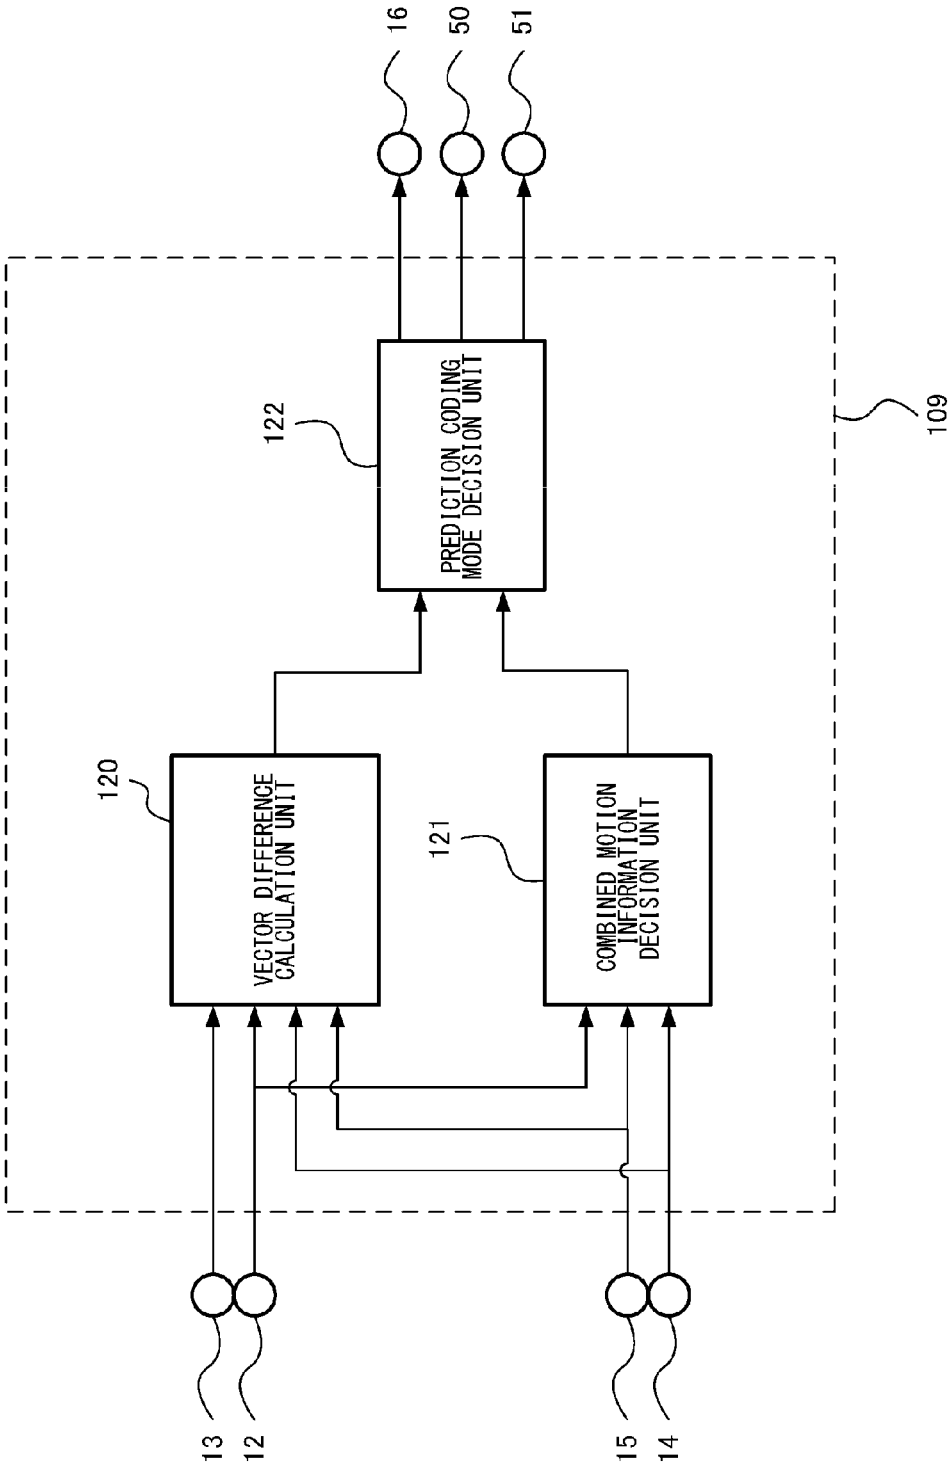 13
12
15
14
120
VECTOR DIFFERENCE
CALCULATION UNIT
121
COMBINED MOTION
INFORMATION
DECISION UNIT
122
PREDICTION CODING
MODE DECISION UNIT
16
50
51
109